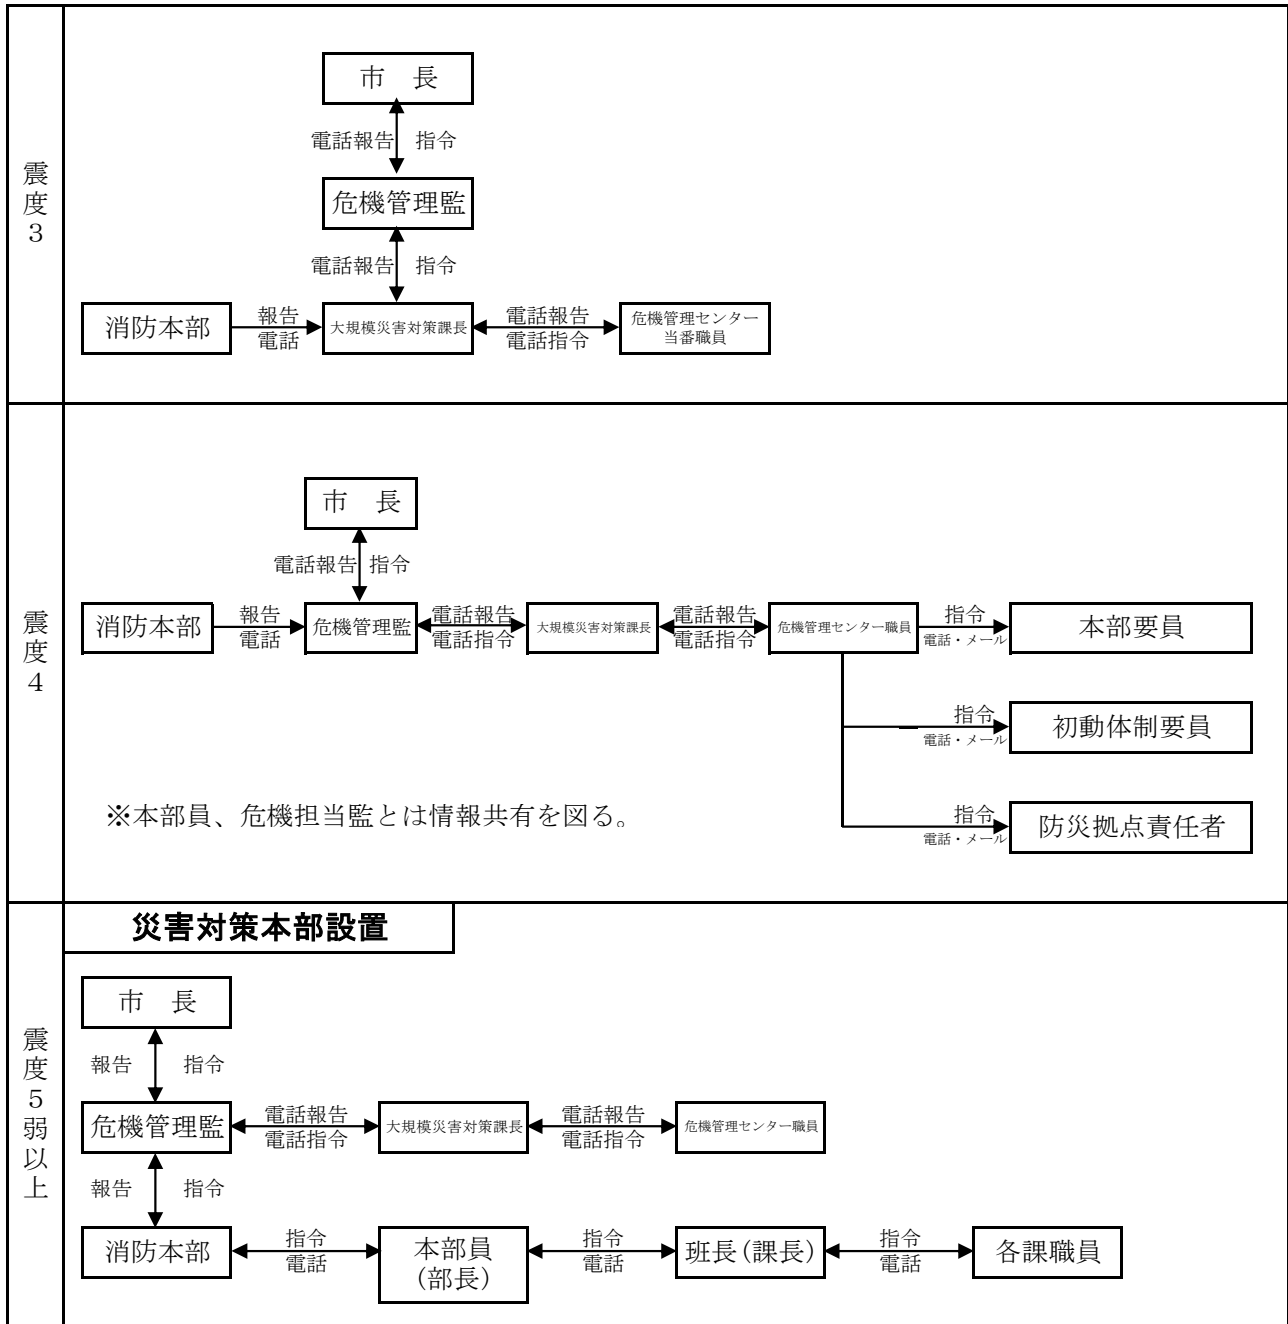 震度３
市　長
電話報告　指令
危機管理監
電話報告　指令
消防本部
報告
電話
大規模災害対策課長
電話報告
電話指令
危機管理センター
当番職員
震度４
市　長
電話報告　指令
消防本部
報告
電話
危機管理監
電話報告
電話指令
大規模災害対策課長
電話報告
電話指令
危機管理センター職員
指令
電話・メール
本部要員
指令
電話・メール
初動体制要員
指令
電話・メール
防災拠点責任者
※本部員、危機担当監とは情報共有を図る。
震度５弱以上
災害対策本部設置
市　長
報告　指令
危機管理監
電話報告
電話指令
大規模災害対策課長
電話報告
電話指令
危機管理センター職員
報告　指令
消防本部
指令
電話
本部員
(部長)
指令
電話
班長(課長)
指令
電話
各課職員